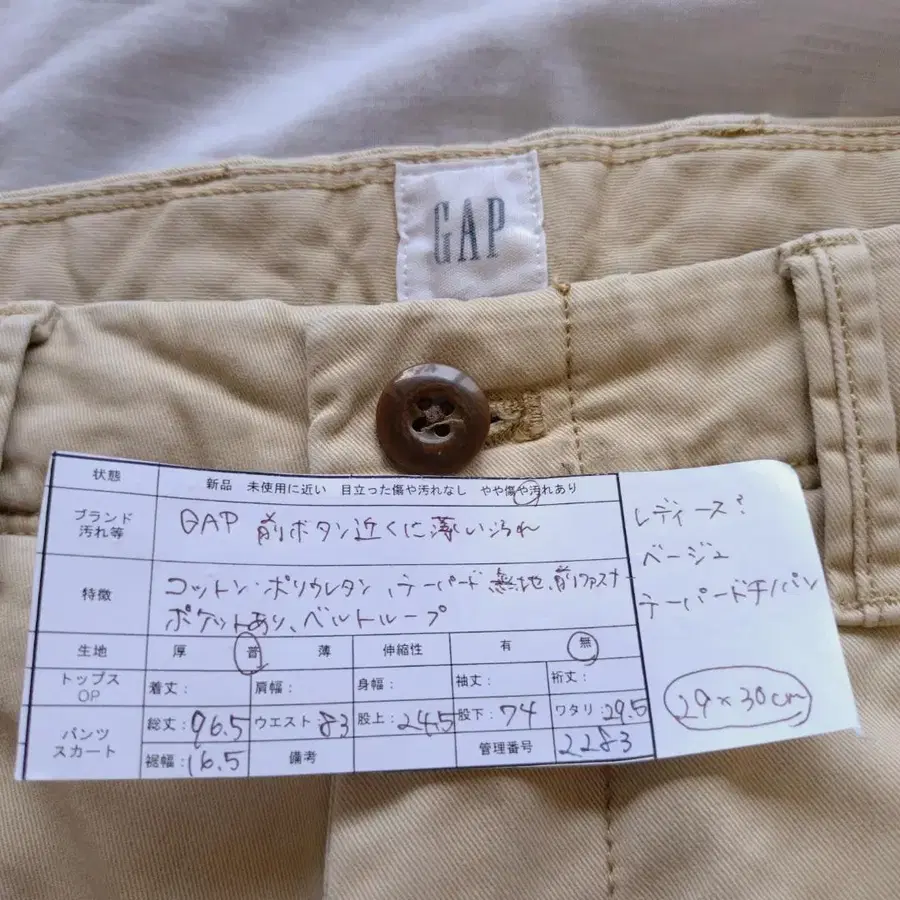 GAP
状態 新品 未使用に近い 目立った傷や汚れなし やや傷や汚れあり
ブランド 汚れ等 GAP 前ボタン近くに薄い汚れ
特徴 コットン・ポリウレタン、テーパード 無地、前ファスナー
ポケットあり、ベルトループ
生地 厚 普 薄 伸縮性 有 無
トップス OP 着丈: 肩幅: 身幅: 袖丈: 裄丈:
パンツ スカート 総丈:96.5 ウエスト:83 股上:24.5 股下:74 ワタリ:29.5
裾幅:16.5 備考 管理番号 2283
レディース?
ベージュ
テーパードチノパン
29×30cm